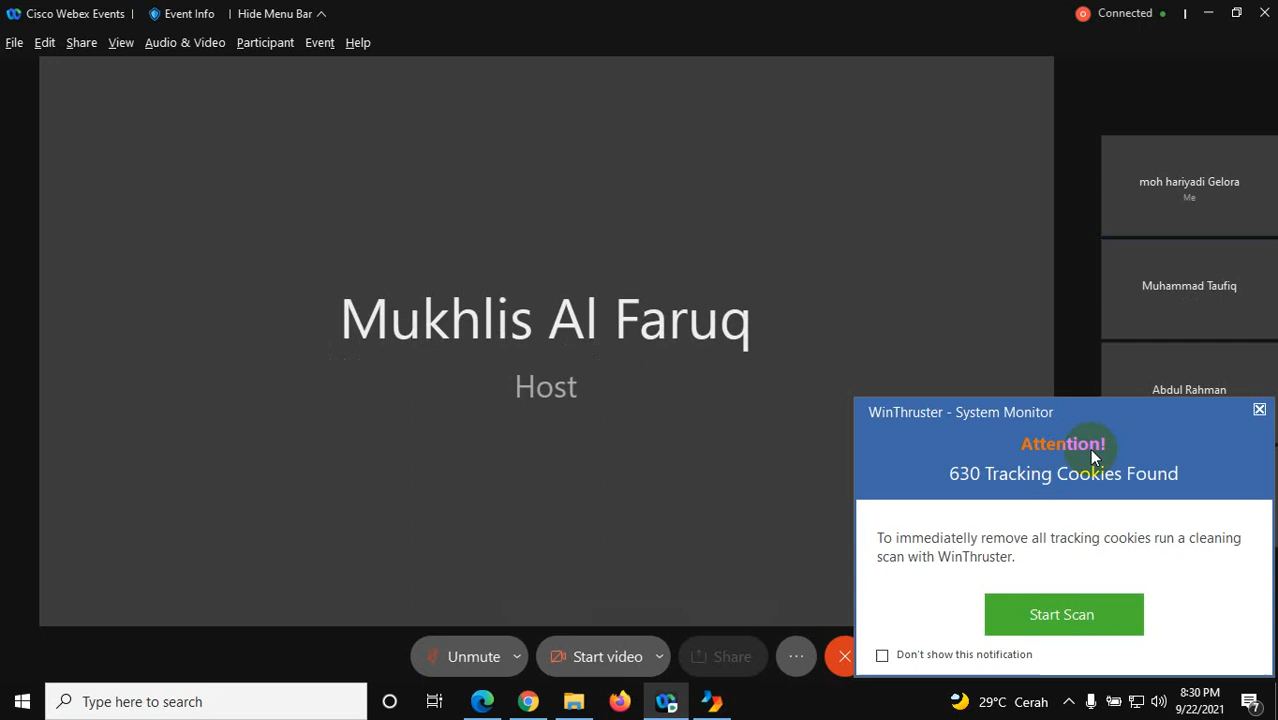 Cisco Webex Events
Event Info
Hide Menu Bar
Connected
File Edit Share View Audio & Video Participant Event Help
moh hariyadi Gelora
Me
Muhammad Taufiq
Mukhlis Al Faruq
Host
Abdul Rahman
WinThruster - System Monitor
Attention!
630 Tracking Cookies Found
To immediatelly remove all tracking cookies run a cleaning
scan with WinThruster.
Start Scan
Don't show this notification
Unmute
Start video
Share
Type here to search
29°C Cerah
8:30 PM
9/22/2021
7